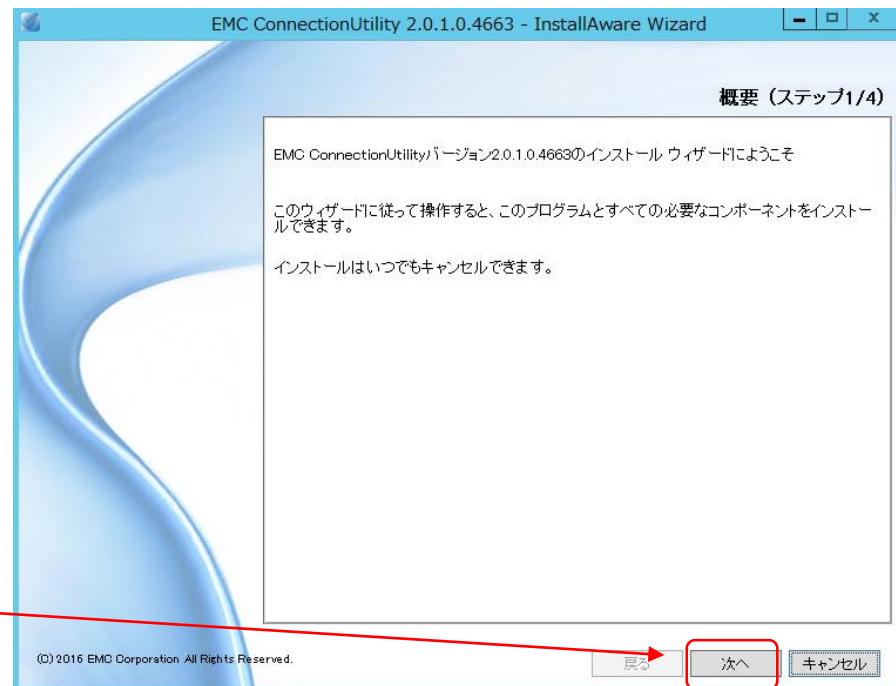 EMC ConnectionUtility 2.0.1.0.4663 - InstallAware Wizard
概要（ステップ1/4）
EMC ConnectionUtilityバージョン2.0.1.0.4663のインストール ウィザードにようこそ
このウィザードに従って操作すると、このプログラムとすべての必要なコンポーネントをインストー
ルできます。
インストールはいつでもキャンセルできます。
(C) 2016 EMC Corporation All Rights Reserved.
戻る 次へ キャンセル